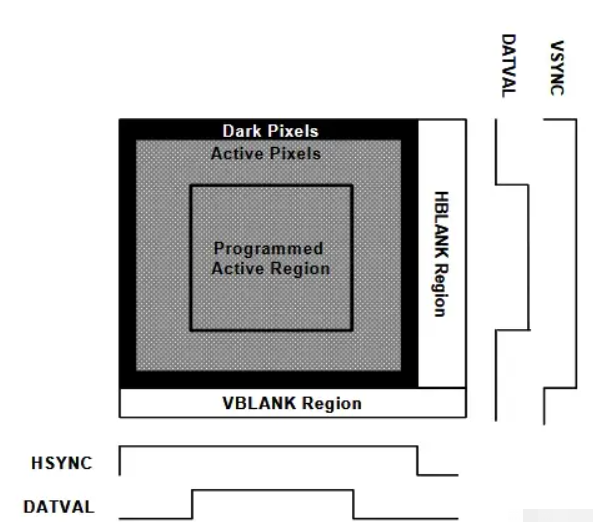 DATVAL
VSYNC
Dark Pixels
Active Pixels
Programmed
Active Region
HBLANK Region
VBLANK Region
HSYNC
DATVAL